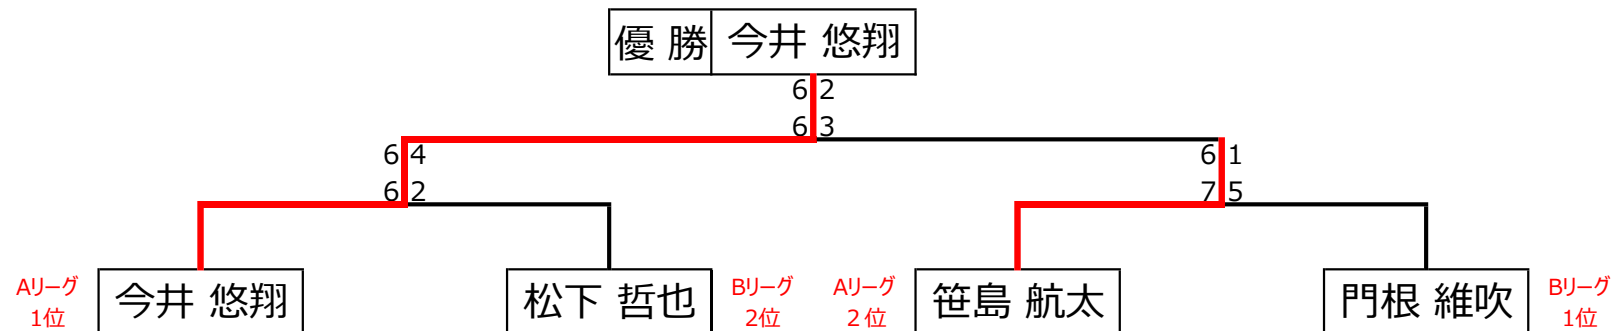 優 勝 今井 悠翔
6 2
6 3
6 4 6 1
6 2 7 5
Aリーグ
1位
今井 悠翔
松下 哲也
Bリーグ
2位
Aリーグ
2 位
笹島 航太
門根 維吹
Bリーグ
1位